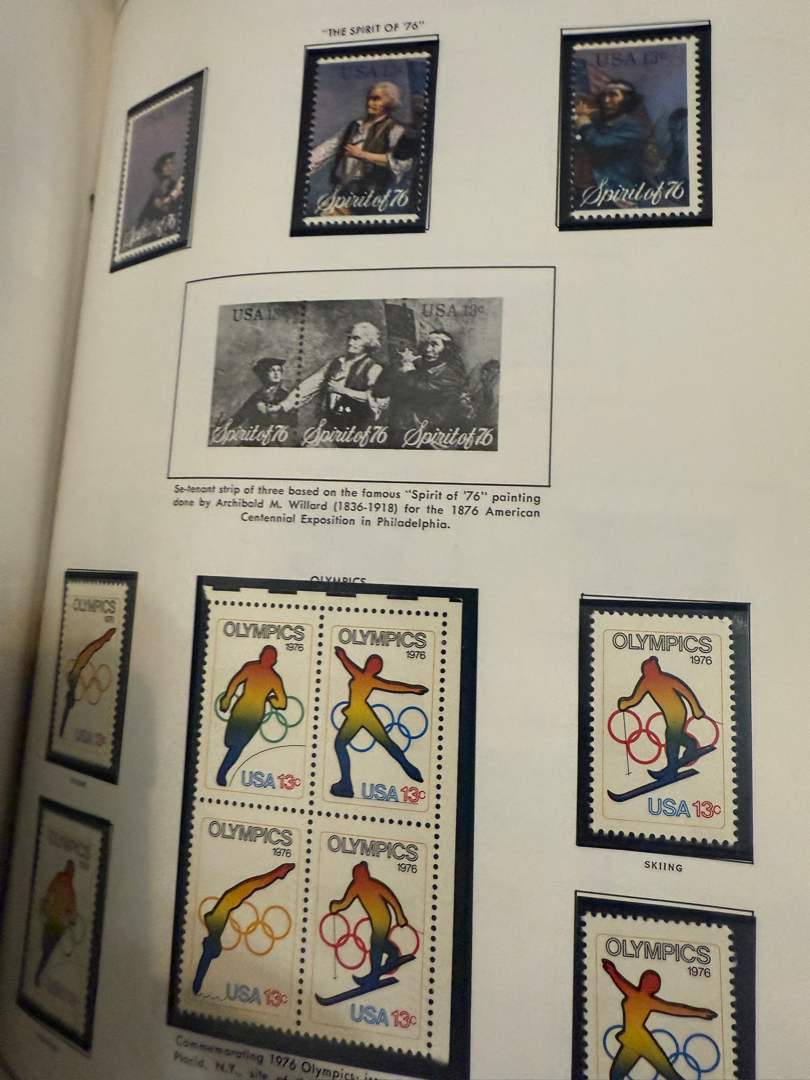 "THE SPIRIT OF '76"
USA
Spirit of 76
USA 13c
Spirit of 76
USA 13c
Spirit of 76
USA 13c
USA 13c
Spirit of 76
Spirit of 76
Spirit of 76
Se-tenant strip of three based on the famous "Spirit of '76" painting
done by Archibald M. Willard (1836-1918) for the 1876 American
Centennial Exposition in Philadelphia.
OLYMPICS
OLYMPICS
1976
USA 13c
OLYMPICS
1976
USA 13c
OLYMPICS
1976
USA 13c
OLYMPICS
1976
USA 13c
OLYMPICS
1976
USA 13c
OLYMPICS
1976
USA 13c
SKIING
OLYMPICS
1976
Commemorating 1976 Olympics;
Placid, N.Y., site of